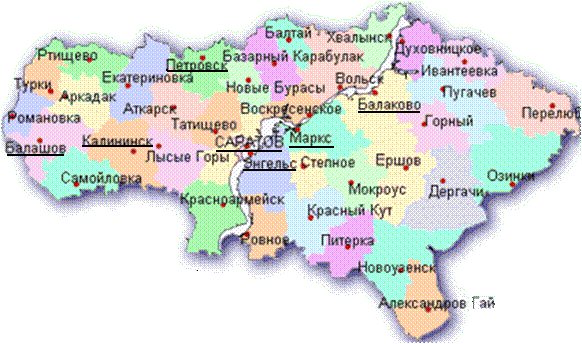 Балтай
Хвалынск
Духовницкое
Ртищево
Петровск
Базарный Карабулак
Ивантеевка
Турки
Екатериновка
Новые Бурасы
Вольск
Пугачев
Аркадак
Аткарск
Воскресенское
Балаково
Перелюб
Романовка
Татищево
Горный
Балашов
Калининск
САРАТОВ
Маркс
Лысые Горы
Энгельс
Степное
Ершов
Озинки
Самойловка
Мокроус
Дергачи
Красноармейск
Красный Кут
Ровное
Питерка
Новоузенск
Александров Гай